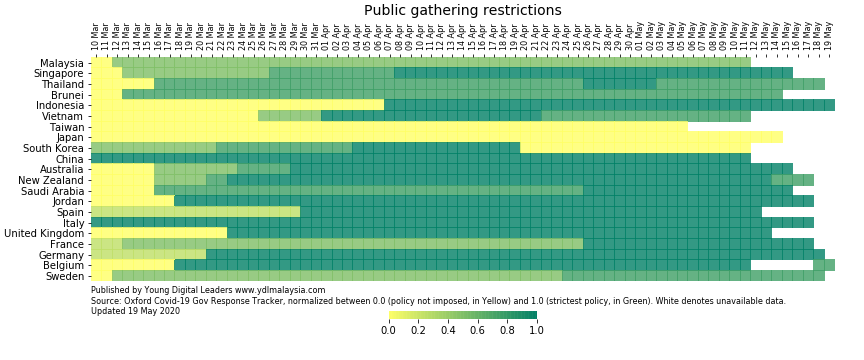 Public gathering restrictions
10 Mar 11 Mar 12 Mar 13 Mar 14 Mar 15 Mar 16 Mar 17 Mar 18 Mar 19 Mar 20 Mar 21 Mar 22 Mar 23 Mar 24 Mar 25 Mar 26 Mar 27 Mar 28 Mar 29 Mar 30 Mar 31 Mar 01 Apr 02 Apr 03 Apr 04 Apr 05 Apr 06 Apr 07 Apr 08 Apr 09 Apr 10 Apr 11 Apr 12 Apr 13 Apr 14 Apr 15 Apr 16 Apr 17 Apr 18 Apr 19 Apr 20 Apr 21 Apr 22 Apr 23 Apr 24 Apr 25 Apr 26 Apr 27 Apr 28 Apr 29 Apr 30 Apr 01 May 02 May 03 May 04 May 05 May 06 May 07 May 08 May 09 May 10 May 11 May 12 May 13 May 14 May 15 May 16 May 17 May 18 May 19 May
Malaysia
Singapore
Thailand
Brunei
Indonesia
Vietnam
Taiwan
Japan
South Korea
China
Australia
New Zealand
Saudi Arabia
Jordan
Spain
Italy
United Kingdom
France
Germany
Belgium
Sweden
Published by Young Digital Leaders www.ydlmalaysia.com
Source: Oxford Covid-19 Gov Response Tracker, normalized between 0.0 (policy not imposed, in Yellow) and 1.0 (strictest policy, in Green). White denotes unavailable data.
Updated 19 May 2020
0.0 0.2 0.4 0.6 0.8 1.0